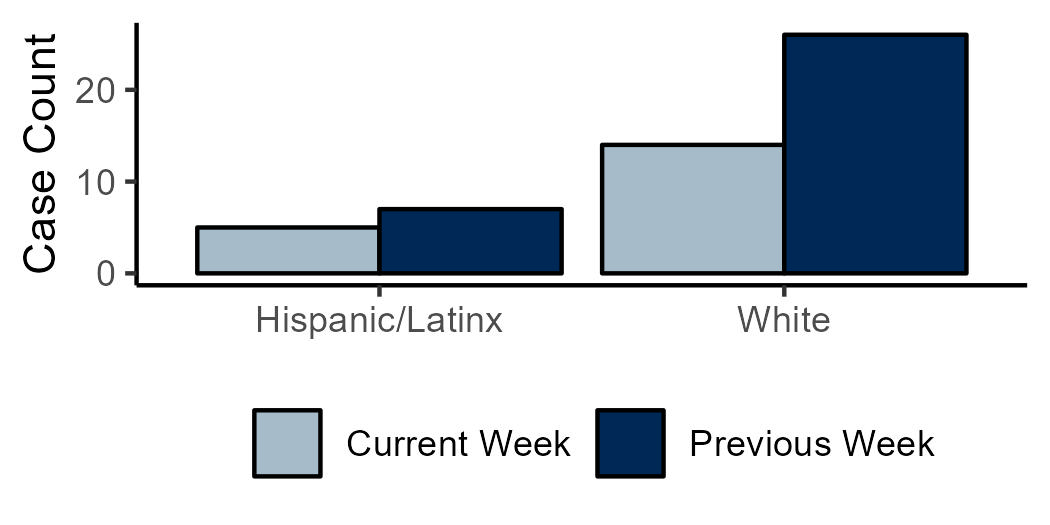 Case Count
20
10
0
Hispanic/Latinx White
Current Week Previous Week